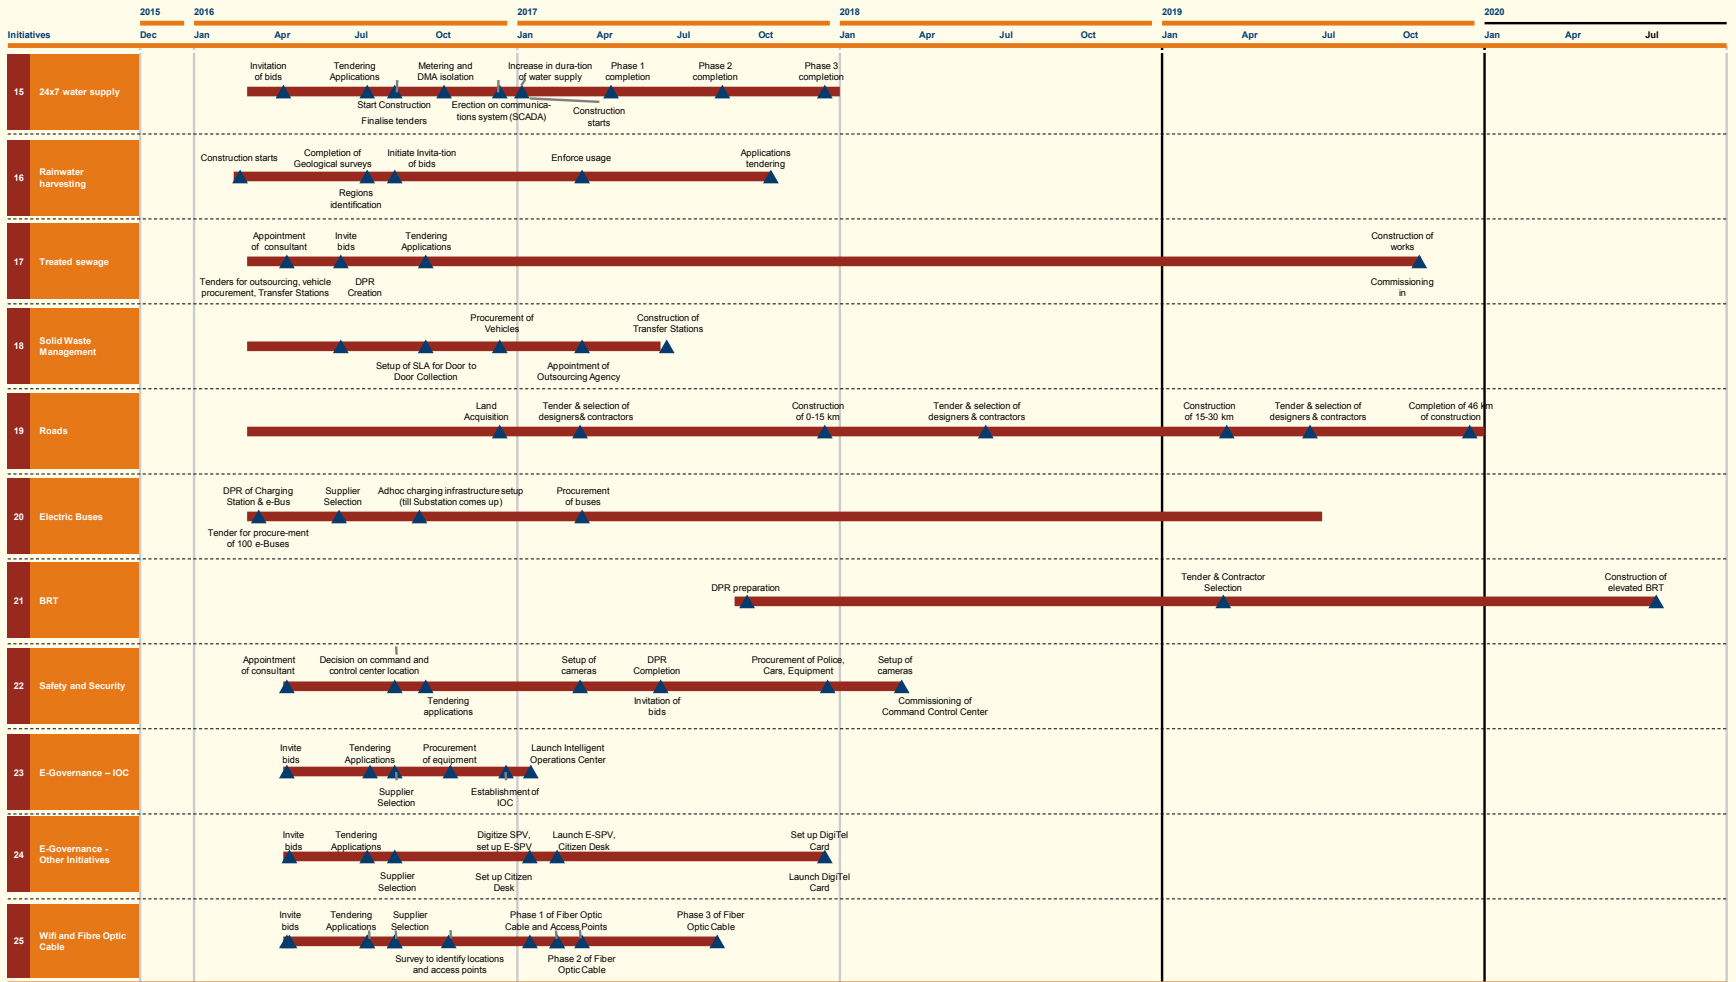 2015
2016
2017
2018
2019
2020
Initiatives
Dec
Jan
Apr
Jul
Oct
Jan
Apr
Jul
Oct
Jan
Apr
Jul
Oct
Jan
Apr
Jul
Oct
Jan
Apr
Jul
15
24x7 water supply
Invitation
of bids
Tendering
Applications
Metering and
DMA isolation
Increase in dura-tion
of water supply
Phase 1
completion
Phase 2
completion
Phase 3
completion
Start Construction
Finalise tenders
Erection on communica-
tions system (SCADA)
Construction
starts
16
Rainwater
harvesting
Construction starts
Completion of
Geological surveys
Initiate Invita-tion
of bids
Enforce usage
Applications
tendering
Regions
identification
17
Treated sewage
Appointment
of consultant
Invite
bids
Tendering
Applications
Construction of
works
Tenders for outsourcing, vehicle
procurement, Transfer Stations
DPR
Creation
Commissioning
in
18
Solid Waste
Management
Procurement of
Vehicles
Construction of
Transfer Stations
Setup of SLA for Door to
Door Collection
Appointment of
Outsourcing Agency
19
Roads
Land
Acquisition
Tender & selection of
designers& contractors
Construction
of 0-15 km
Tender & selection of
designers & contractors
Construction
of 15-30 km
Tender & selection of
designers & contractors
Completion of 46 km
of construction
20
Electric Buses
DPR of Charging
Station & e-Bus
Supplier
Selection
Adhoc charging infrastructure setup
(till Substation comes up)
Procurement
of buses
Tender for procure-ment
of 100 e-Buses
21
BRT
DPR preparation
Tender & Contractor
Selection
Construction of
elevated BRT
22
Safety and Security
Appointment
of consultant
Decision on command and
control center location
Setup of
cameras
DPR
Completion
Procurement of Police,
Cars, Equipment
Setup of
cameras
Tendering
applications
Invitation of
bids
Commissioning of
Command Control Center
23
E-Governance – IOC
Invite
bids
Tendering
Applications
Procurement
of equipment
Launch Intelligent
Operations Center
Supplier
Selection
Establishment of
IOC
24
E-Governance -
Other Initiatives
Invite
bids
Tendering
Applications
Digitize SPV,
set up E-SPV
Launch E-SPV,
Citizen Desk
Set up DigiTel
Card
Supplier
Selection
Set up Citizen
Desk
Launch DigiTel
Card
25
Wifi and Fibre Optic
Cable
Invite
bids
Tendering
Applications
Supplier
Selection
Phase 1 of Fiber Optic
Cable and Access Points
Phase 3 of Fiber
Optic Cable
Survey to identify locations
and access points
Phase 2 of Fiber
Optic Cable